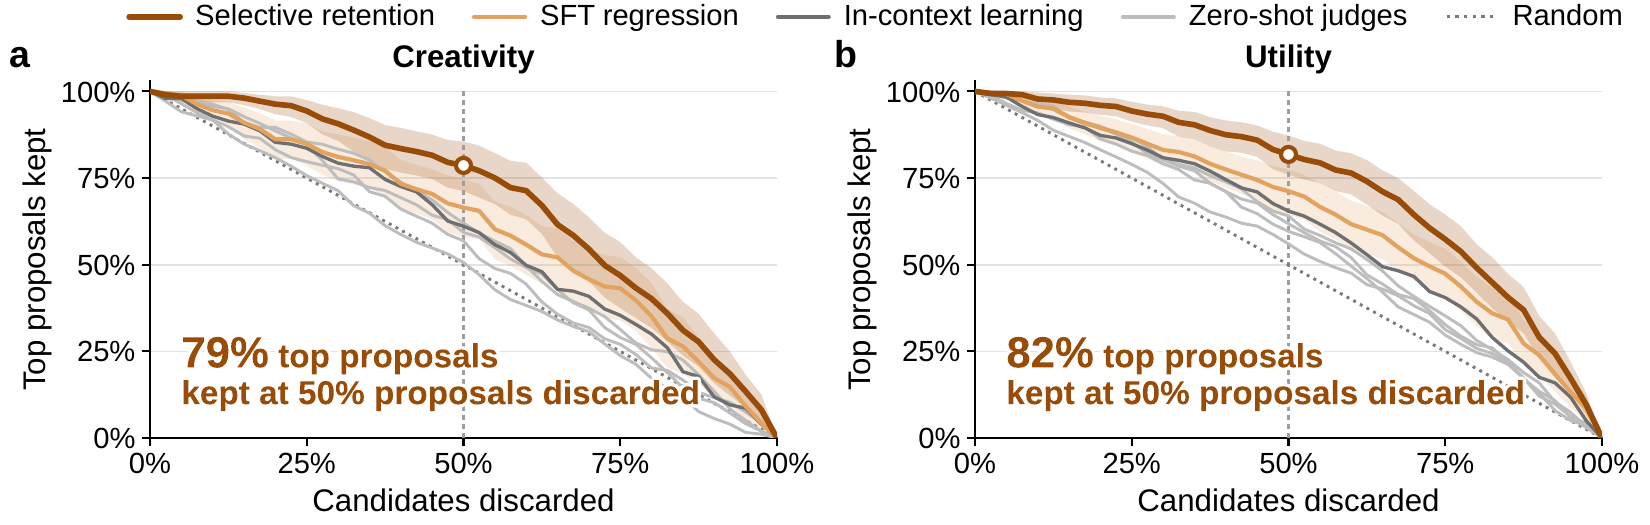 Selective retention SFT regression In-context learning Zero-shot judges Random
a Creativity
100%
75%
50%
25%
0%
Top proposals kept
79% top proposals
kept at 50% proposals discarded
0% 25% 50% 75% 100%
Candidates discarded
b Utility
100%
75%
50%
25%
0%
Top proposals kept
82% top proposals
kept at 50% proposals discarded
0% 25% 50% 75% 100%
Candidates discarded